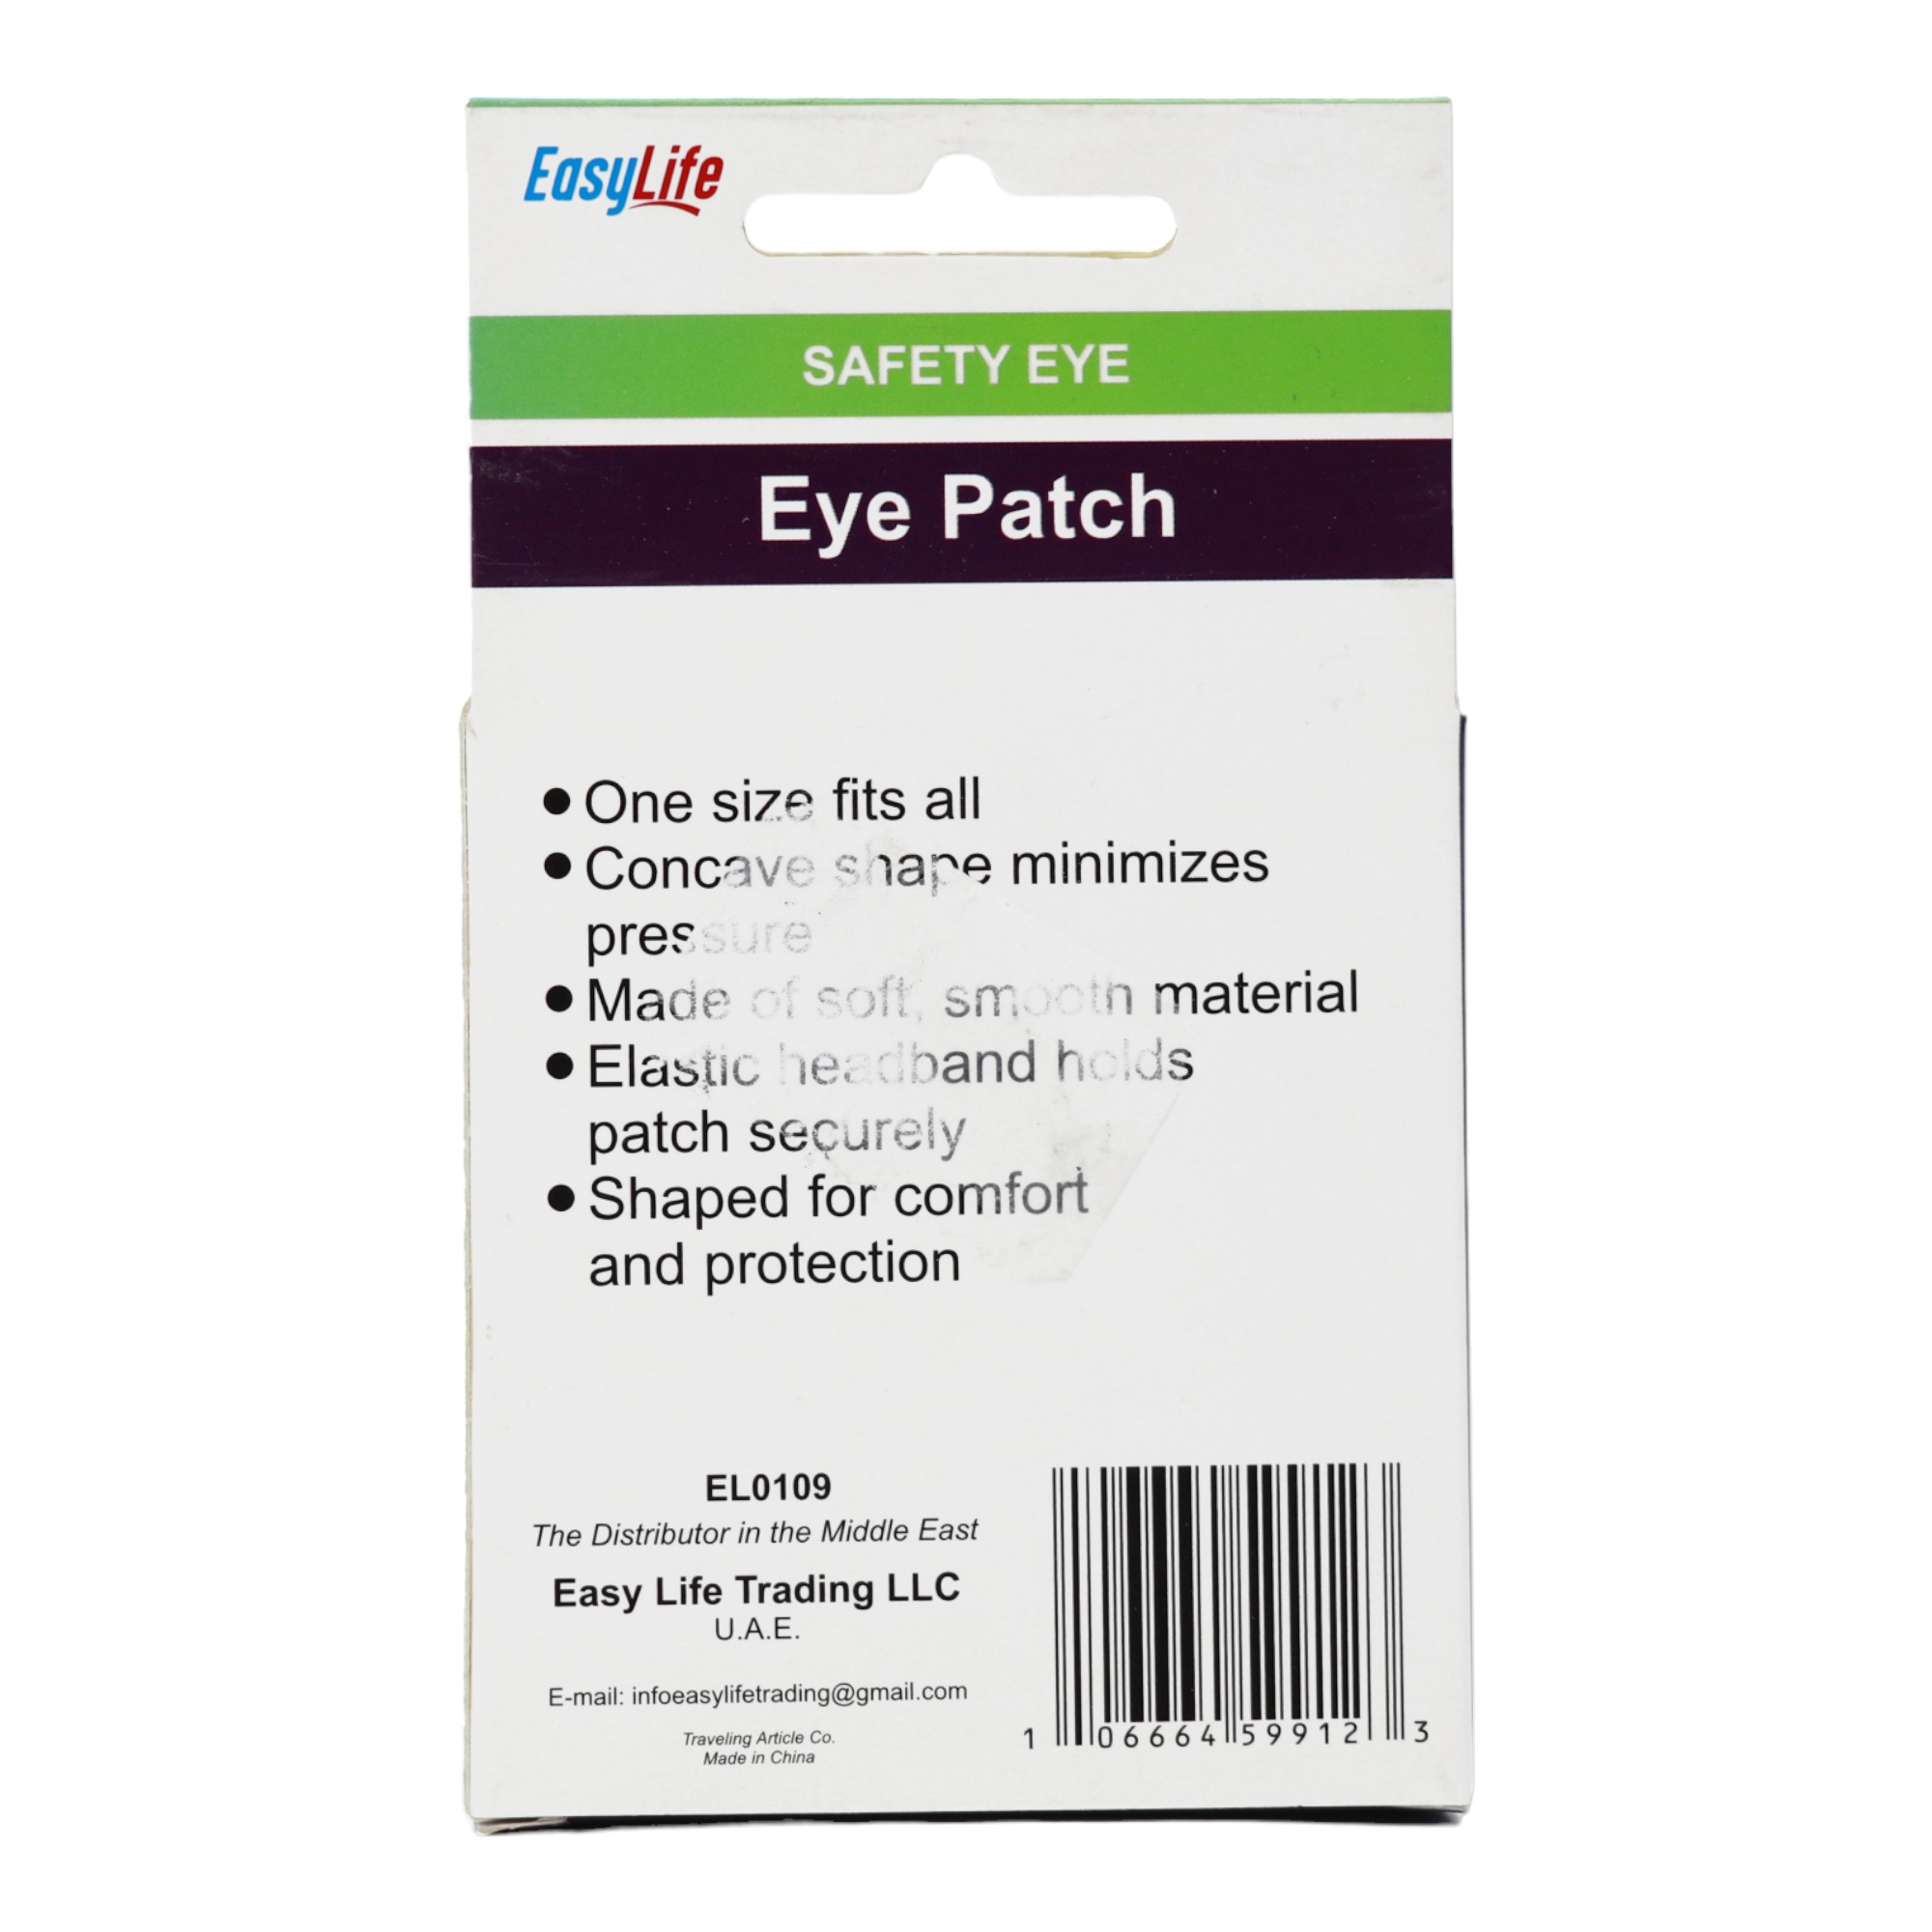 EasyLife
SAFETY EYE
Eye Patch
● One size fits all
● Concave shape minimizes
pressure
● Made of soft, smooth material
● Elastic headband holds
patch securely
● Shaped for comfort
and protection
EL0109
The Distributor in the Middle East
Easy Life Trading LLC
U.A.E.
E-mail: infoeasylifetrading@gmail.com
Traveling Article Co.
Made in China
1 06664 59912 3